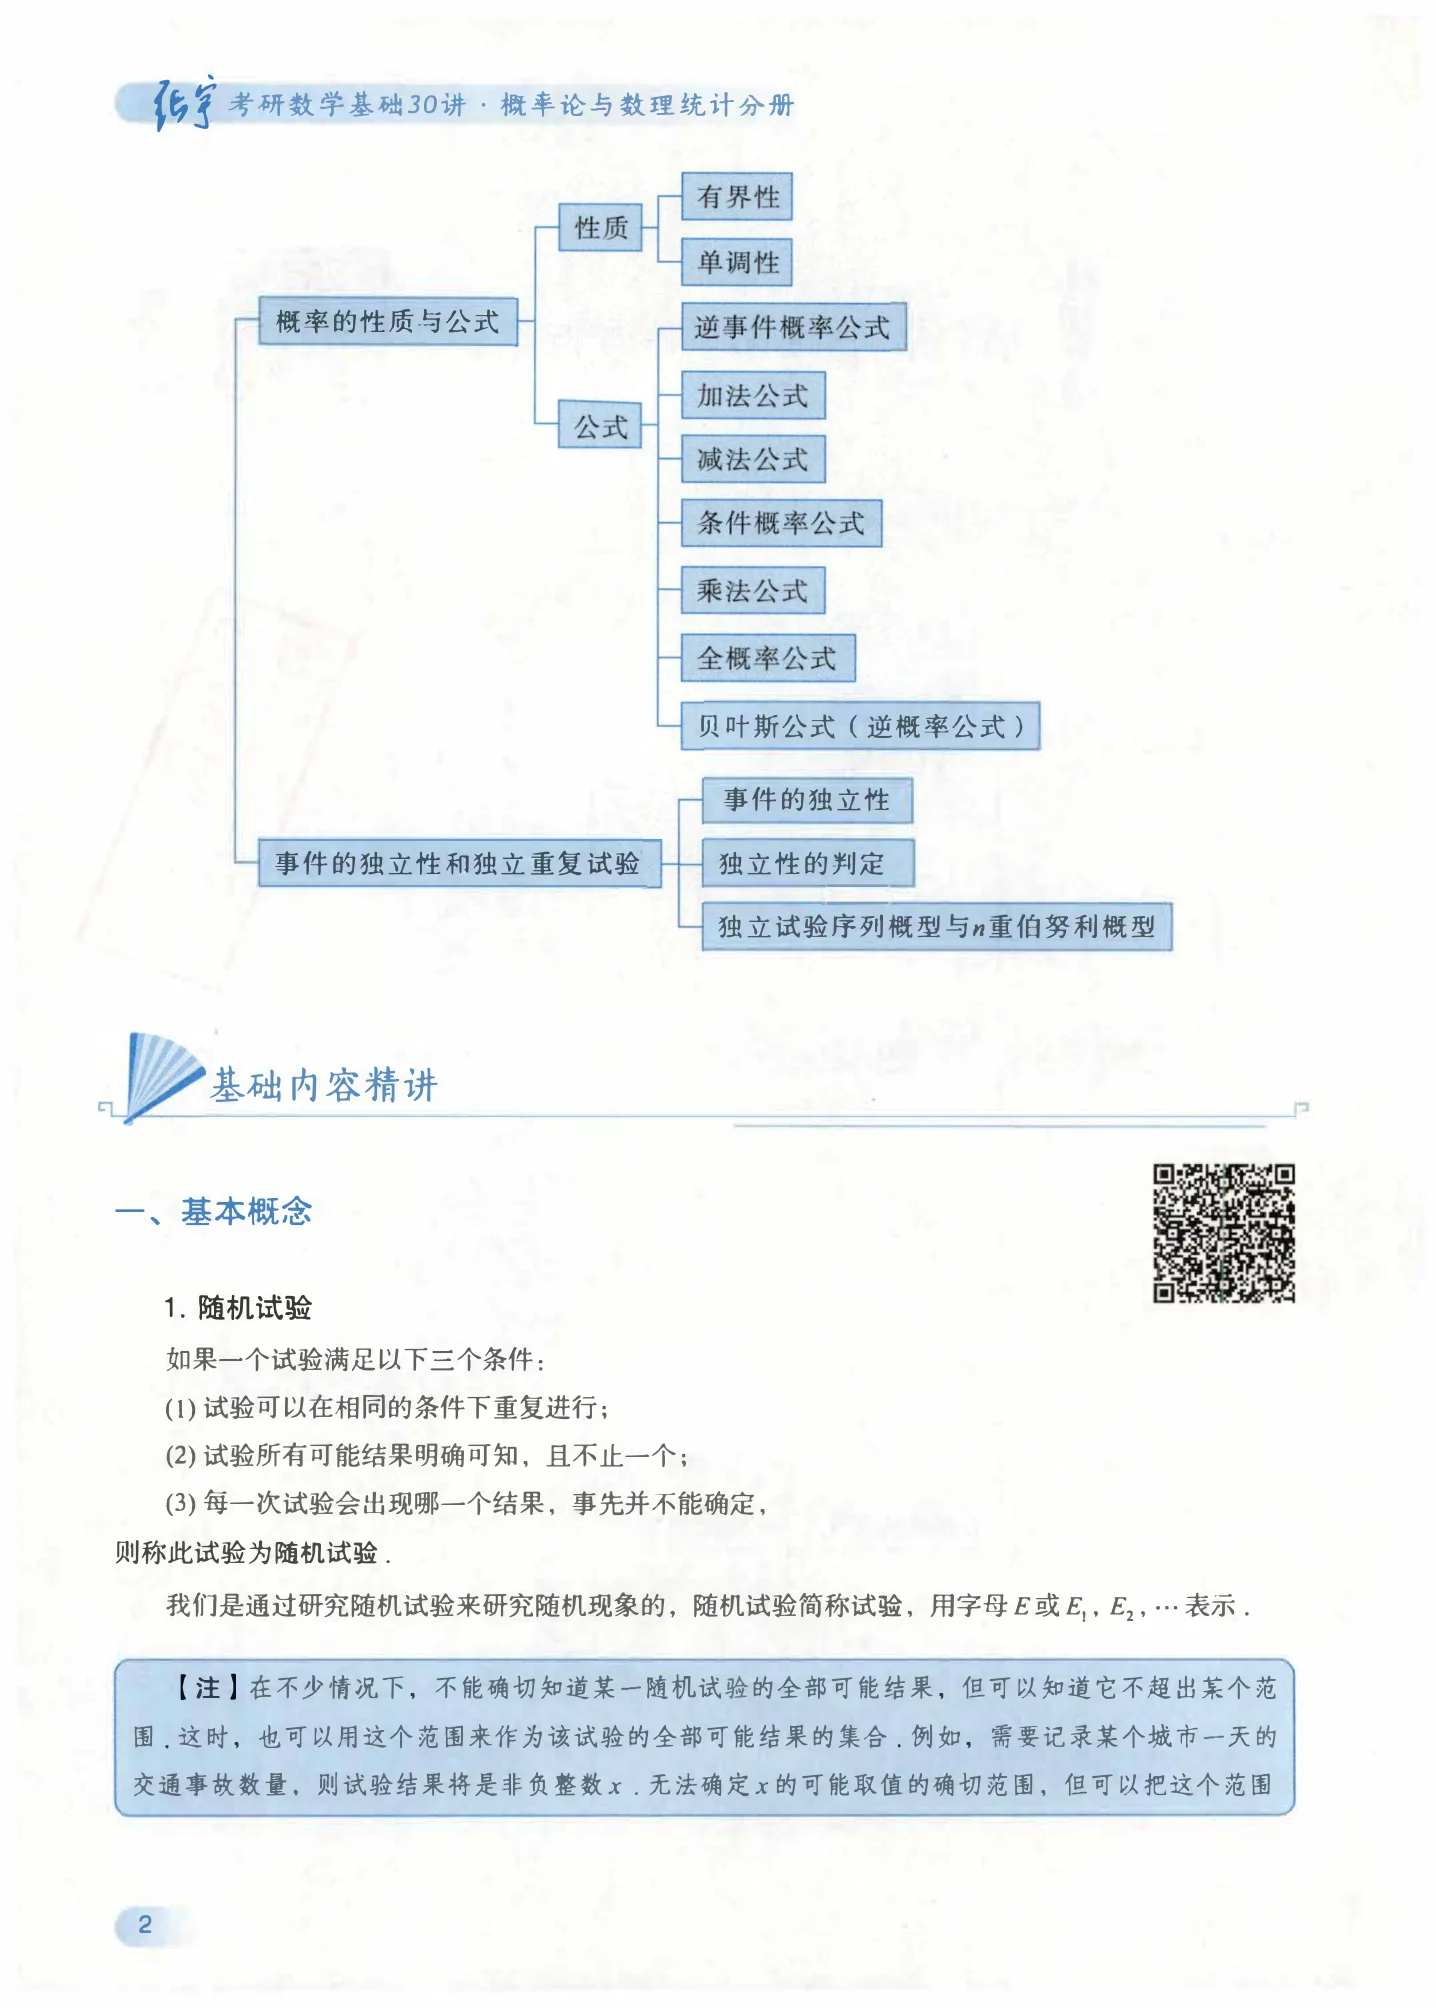 张宇 考研数学基础30讲·概率论与数理统计分册
有界性
性质
单调性
概率的性质与公式
逆事件概率公式
加法公式
公式
减法公式
条件概率公式
乘法公式
全概率公式
贝叶斯公式（逆概率公式）
事件的独立性
事件的独立性和独立重复试验
独立性的判定
独立试验序列概型与n重伯努利概型
基础内容精讲
一、基本概念
1. 随机试验
如果一个试验满足以下三个条件：
(1) 试验可以在相同的条件下重复进行；
(2) 试验所有可能结果明确可知，且不止一个；
(3) 每一次试验会出现哪一个结果，事先并不能确定，
则称此试验为随机试验．
我们是通过研究随机试验来研究随机现象的，随机试验简称试验，用字母E或E₁，E₂，…表示．
【注】在不少情况下，不能确切知道某一随机试验的全部可能结果，但可以知道它不超出某个范
围．这时，也可以用这个范围来作为该试验的全部可能结果的集合．例如，需要记录某个城市一天的
交通事故数量，则试验结果将是非负整数x．无法确定x的可能取值的确切范围，但可以把这个范围
2